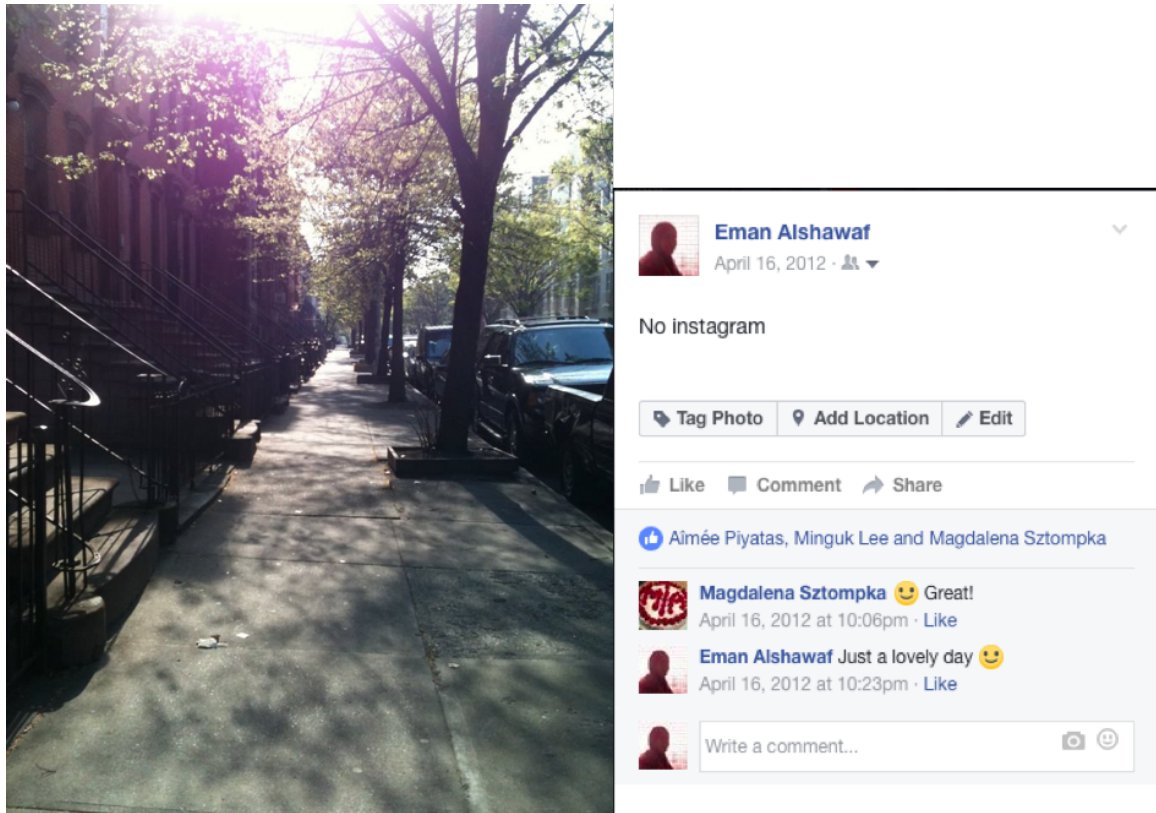 Eman Alshawaf
April 16, 2012 ·
No instagram
Tag Photo Add Location Edit
Like Comment Share
Aîmée Piyatas, Minguk Lee and Magdalena Sztompka
Magdalena Sztompka 🙂 Great!
April 16, 2012 at 10:06pm · Like
Eman Alshawaf Just a lovely day 🙂
April 16, 2012 at 10:23pm · Like
Write a comment...